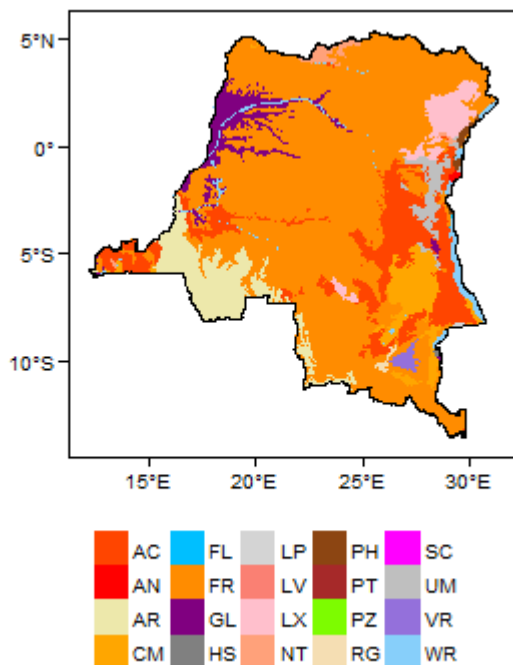 5°N
0°
5°S
10°S
15°E 20°E 25°E 30°E
AC FL LP PH SC
AN FR LV PT UM
AR GL LX PZ VR
CM HS NT RG WR